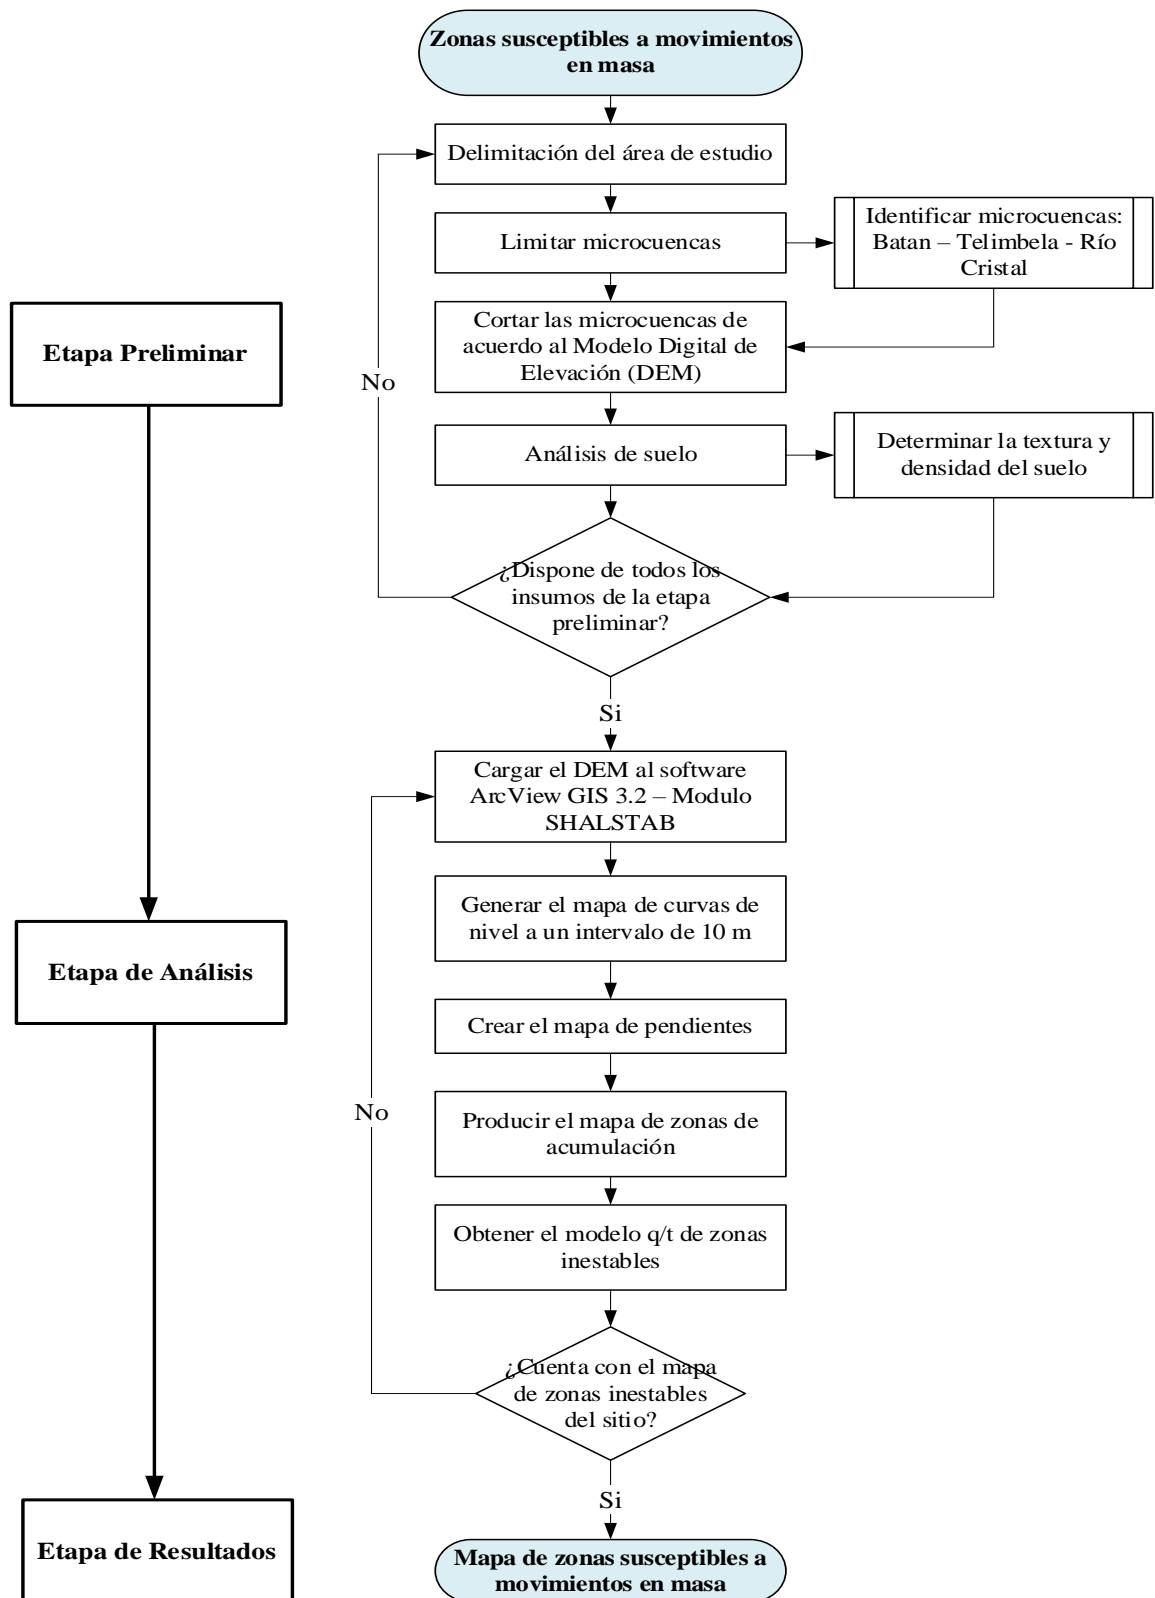 Zonas susceptibles a movimientos
en masa
Delimitación del área de estudio
Limitar microcuencas
Identificar microcuencas:
Batan – Telimbela - Río
Cristal
Etapa Preliminar
Cortar las microcuencas de
acuerdo al Modelo Digital de
Elevación (DEM)
No
Análisis de suelo
Determinar la textura y
densidad del suelo
¿Dispone de todos los
insumos de la etapa
preliminar?
Si
Cargar el DEM al software
ArcView GIS 3.2 – Modulo
SHALSTAB
Generar el mapa de curvas de
nivel a un intervalo de 10 m
Etapa de Análisis
Crear el mapa de pendientes
No
Producir el mapa de zonas de
acumulación
Obtener el modelo q/t de zonas
inestables
¿Cuenta con el mapa
de zonas inestables
del sitio?
Si
Etapa de Resultados
Mapa de zonas susceptibles a
movimientos en masa